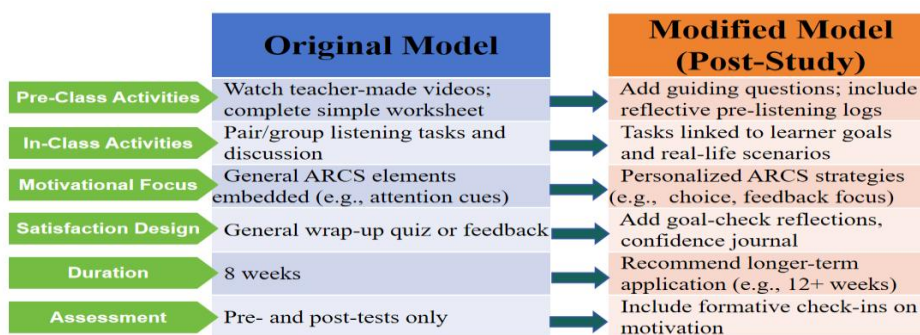 Original Model
Modified Model
(Post-Study)
Pre-Class Activities
Watch teacher-made videos;
complete simple worksheet
Add guiding questions; include
reflective pre-listening logs
In-Class Activities
Pair/group listening tasks and
discussion
Tasks linked to learner goals
and real-life scenarios
Motivational Focus
General ARCS elements
embedded (e.g., attention cues)
Personalized ARCS strategies
(e.g., choice, feedback focus)
Satisfaction Design
General wrap-up quiz or feedback
Add goal-check reflections,
confidence journal
Duration
8 weeks
Recommend longer-term
application (e.g., 12+ weeks)
Assessment
Pre- and post-tests only
Include formative check-ins on
motivation